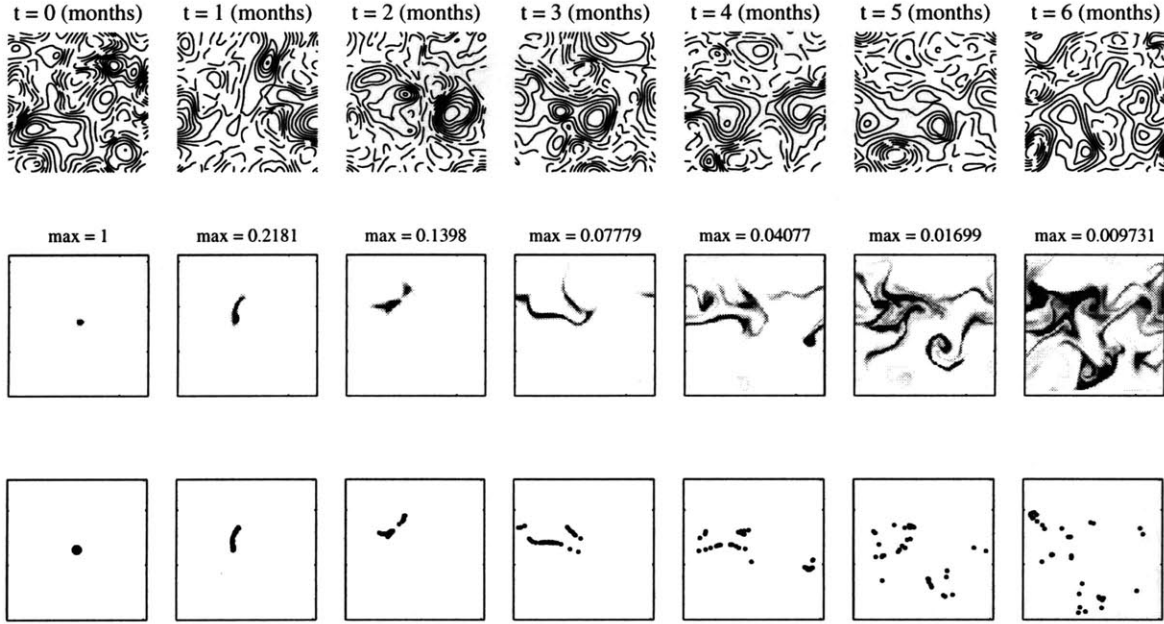 t = 0 (months) t = 1 (months) t = 2 (months) t = 3 (months) t = 4 (months) t = 5 (months) t = 6 (months)
max = 1 max = 0.2181 max = 0.1398 max = 0.07779 max = 0.04077 max = 0.01699 max = 0.009731